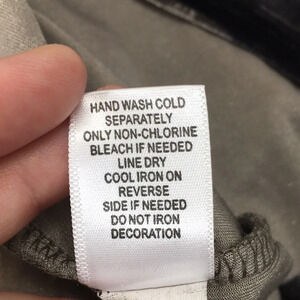 HAND WASH COLD
SEPARATELY
ONLY NON-CHLORINE
BLEACH IF NEEDED
LINE DRY
COOL IRON ON
REVERSE
SIDE IF NEEDED
DO NOT IRON
DECORATION